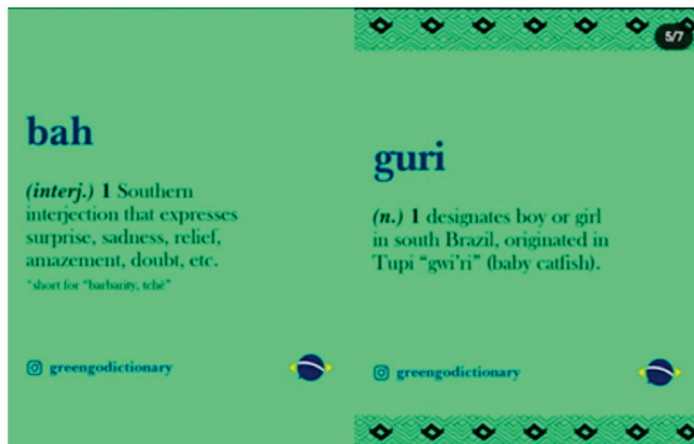 bah
(interj.) 1 Southern
interjection that expresses
surprise, sadness, relief,
amazement, doubt, etc.
*short for "barbarity, tchê"
greengodictionary
5/7
guri
(n.) 1 designates boy or girl
in south Brazil, originated in
Tupi "gwi'ri" (baby catfish).
greengodictionary